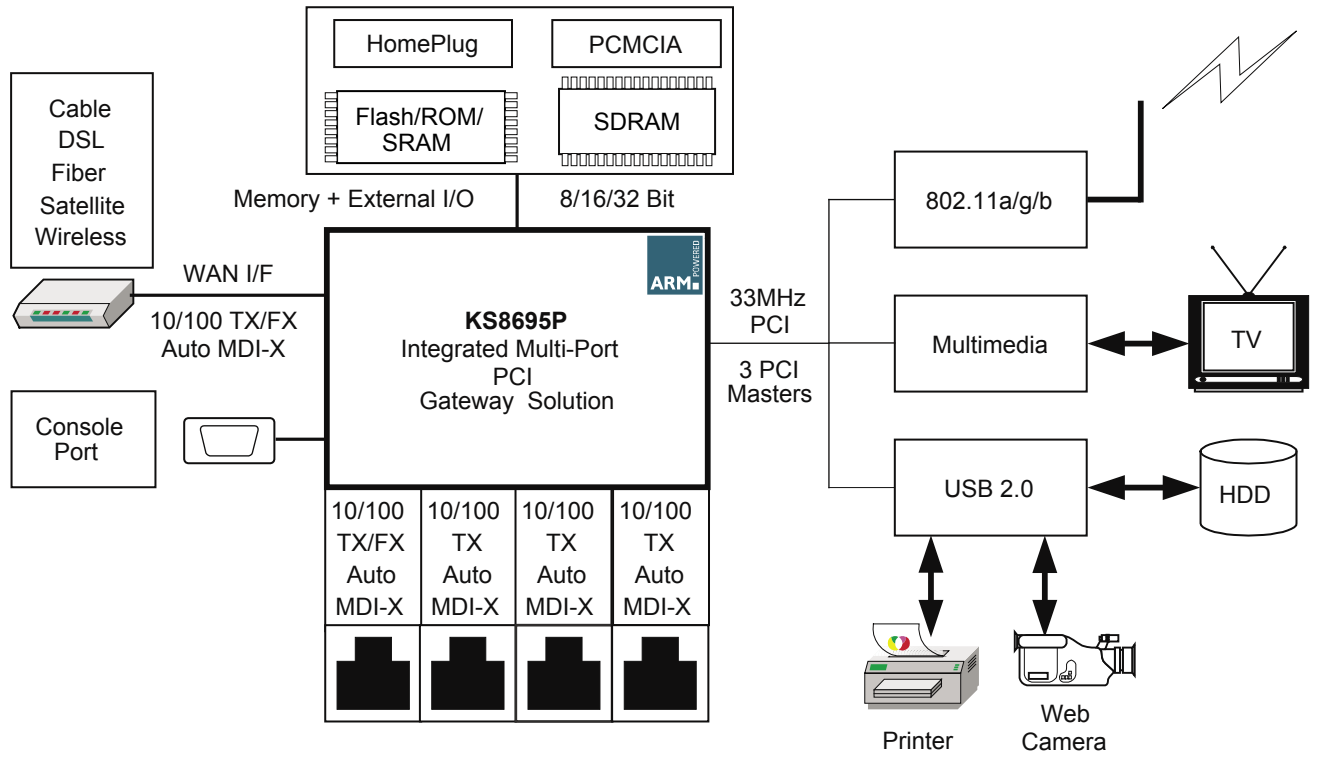 HomePlug
PCMCIA
Flash/ROM/
SRAM
SDRAM
Cable
DSL
Fiber
Satellite
Wireless
Memory + External I/O
8/16/32 Bit
802.11a/g/b
WAN I/F
10/100 TX/FX
Auto MDI-X
ARM
POWERED
KS8695P
Integrated Multi-Port
PCI
Gateway Solution
33MHz
PCI
3 PCI
Masters
Multimedia
TV
Console
Port
USB 2.0
HDD
10/100
TX/FX
Auto
MDI-X
10/100
TX
Auto
MDI-X
10/100
TX
Auto
MDI-X
10/100
TX
Auto
MDI-X
Printer
Web
Camera